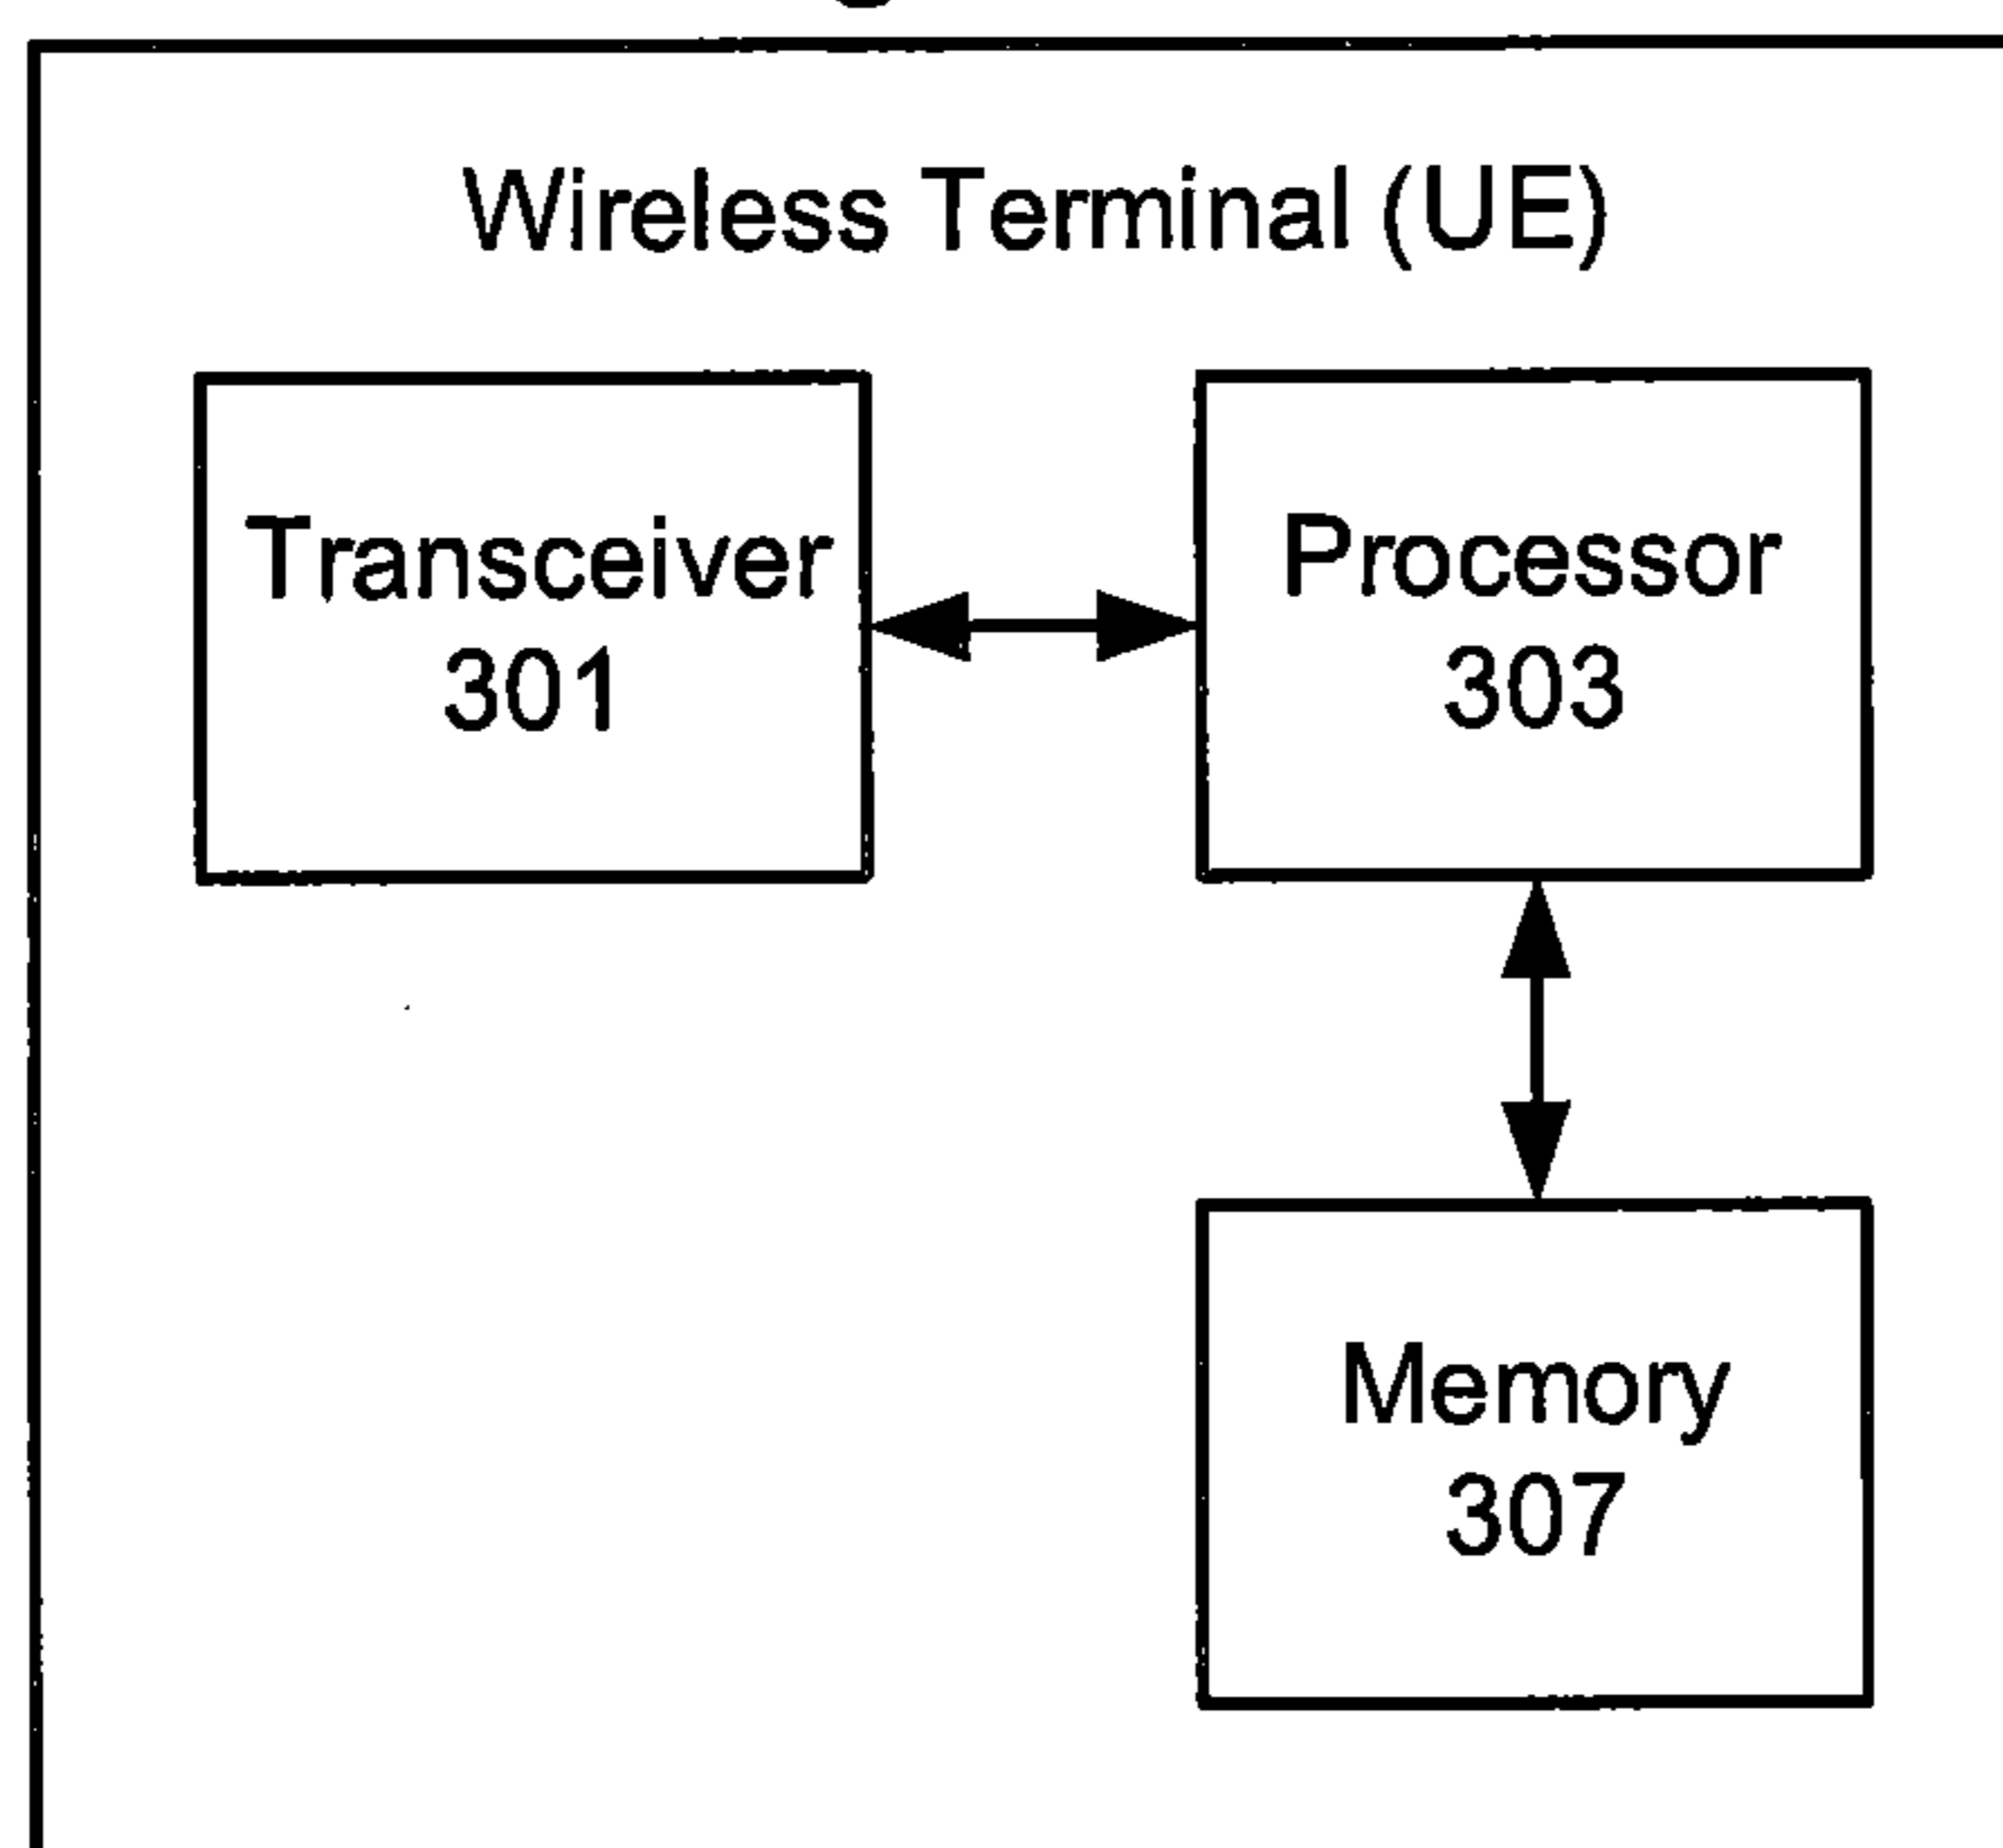 Wireless Terminal (UE)
Transceiver
301
Processor
303
Memory
307